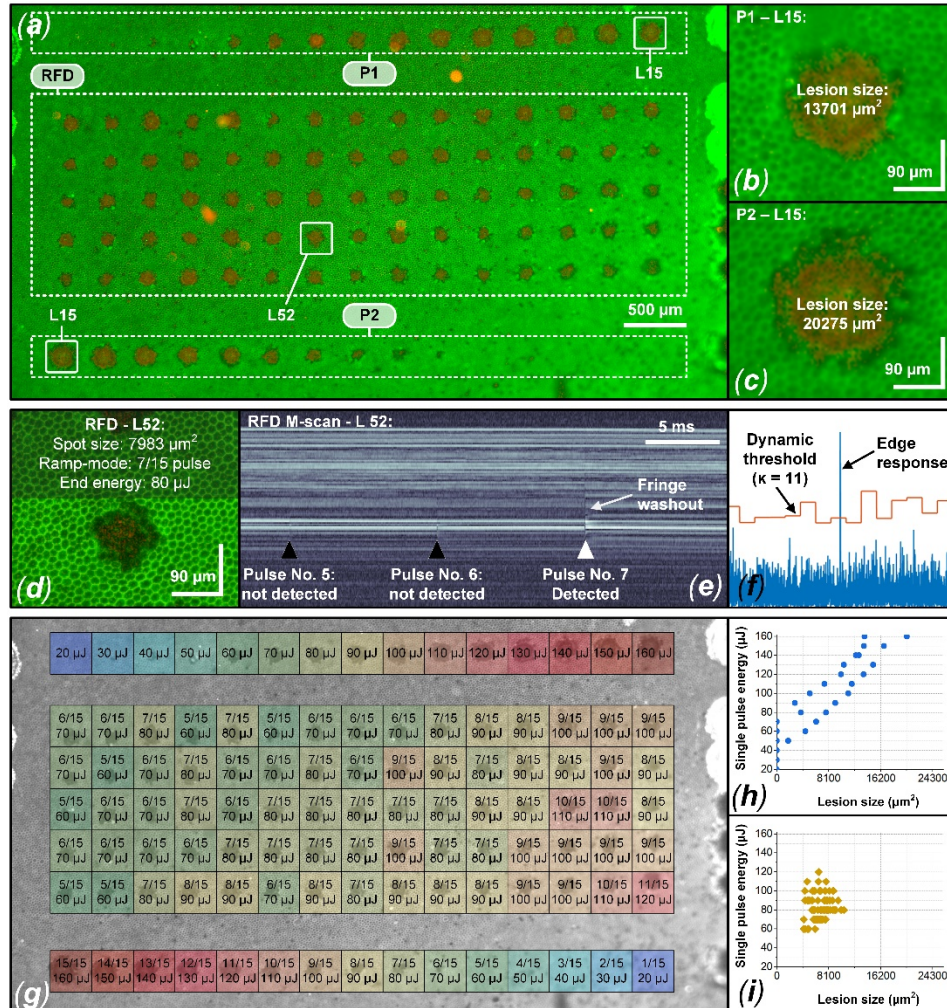 (a)
P1
L15
RFD
L52
500 µm
L15
P2
P1 – L15:
Lesion size:
13701 µm²
90 µm
(b)
P2 – L15:
Lesion size:
20275 µm²
90 µm
(c)
RFD - L52:
Spot size: 7983 µm²
Ramp-mode: 7/15 pulse
End energy: 80 µJ
90 µm
(d)
RFD M-scan - L 52:
5 ms
Fringe
washout
Pulse No. 5:
not detected
Pulse No. 6:
not detected
Pulse No. 7
Detected
(e)
Dynamic
threshold
(κ = 11)
Edge
response
(f)
20 µJ 30 µJ 40 µJ 50 µJ 60 µJ 70 µJ 80 µJ 90 µJ 100 µJ 110 µJ 120 µJ 130 µJ 140 µJ 150 µJ 160 µJ
6/15 6/15 7/15 5/15 7/15 5/15 6/15 6/15 6/15 7/15 8/15 8/15 9/15 9/15 9/15
70 µJ 70 µJ 80 µJ 60 µJ 80 µJ 60 µJ 70 µJ 70 µJ 70 µJ 80 µJ 90 µJ 90 µJ 100 µJ 100 µJ 100 µJ
6/15 5/15 6/15 7/15 6/15 6/15 6/15 6/15 9/15 7/15 8/15 8/15 8/15 9/15 8/15
70 µJ 60 µJ 70 µJ 80 µJ 70 µJ 70 µJ 70 µJ 70 µJ 100 µJ 80 µJ 90 µJ 90 µJ 90 µJ 100 µJ 90 µJ
5/15 6/15 6/15 7/15 6/15 7/15 7/15 7/15 7/15 7/15 8/15 8/15 10/15 10/15 8/15
60 µJ 70 µJ 70 µJ 80 µJ 70 µJ 80 µJ 80 µJ 80 µJ 80 µJ 80 µJ 90 µJ 90 µJ 110 µJ 110 µJ 90 µJ
6/15 6/15 6/15 6/15 7/15 7/15 7/15 7/15 9/15 7/15 7/15 9/15 9/15 9/15 9/15
70 µJ 70 µJ 70 µJ 70 µJ 80 µJ 80 µJ 80 µJ 80 µJ 100 µJ 80 µJ 80 µJ 100 µJ 100 µJ 100 µJ 100 µJ
5/15 5/15 7/15 8/15 8/15 6/15 7/15 7/15 8/15 8/15 8/15 9/15 9/15 10/15 11/15
60 µJ 60 µJ 80 µJ 90 µJ 90 µJ 70 µJ 80 µJ 80 µJ 90 µJ 90 µJ 90 µJ 100 µJ 100 µJ 110 µJ 120 µJ
15/15 14/15 13/15 12/15 11/15 10/15 9/15 8/15 7/15 6/15 5/15 4/15 3/15 2/15 1/15
160 µJ 150 µJ 140 µJ 130 µJ 120 µJ 110 µJ 100 µJ 90 µJ 80 µJ 70 µJ 60 µJ 50 µJ 40 µJ 30 µJ 20 µJ
(g)
Single pulse energy (µJ)
160
140
120
100
80
60
40
20
0 8100 16200 24300
Lesion size (µm²)
(h)
Single pulse energy (µJ)
160
140
120
100
80
60
40
20
0 8100 16200 24300
Lesion size (µm²)
(i)